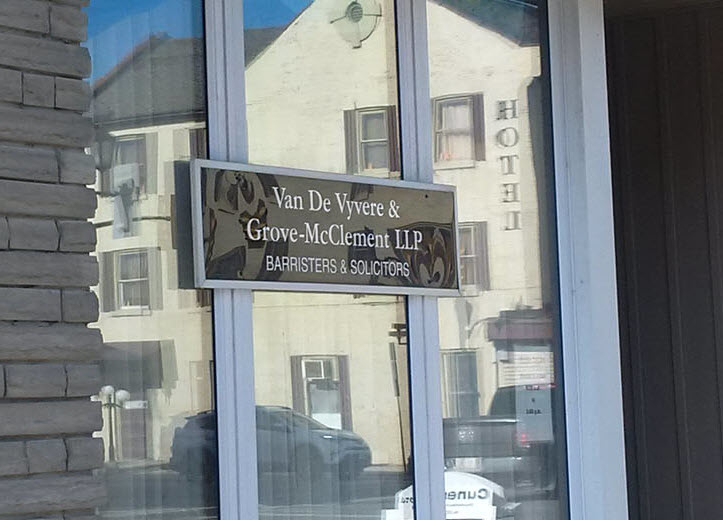 Van De Vyvere &
Grove-McClement LLP
BARRISTERS & SOLICITORS
HOTEL